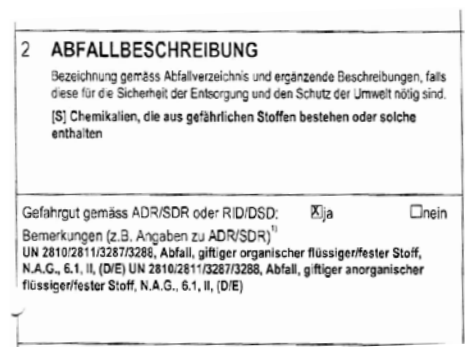 2 ABFALLBESCHREIBUNG
Bezeichnung gemäss Abfallverzeichnis und ergänzende Beschreibungen, falls
diese für die Sicherheit der Entsorgung und den Schutz der Umwelt nötig sind.
[S] Chemikalien, die aus gefährlichen Stoffen bestehen oder solche
enthalten
Gefahrgut gemäss ADR/SDR oder RID/DSD: ☒ja ☐nein
Bemerkungen (z.B. Angaben zu ADR/SDR)¹⁾
UN 2810/2811/3287/3288, Abfall, giftiger organischer flüssiger/fester Stoff,
N.A.G., 6.1, II, (D/E) UN 2810/2811/3287/3288, Abfall, giftiger anorganischer
flüssiger/fester Stoff, N.A.G., 6.1, II, (D/E)